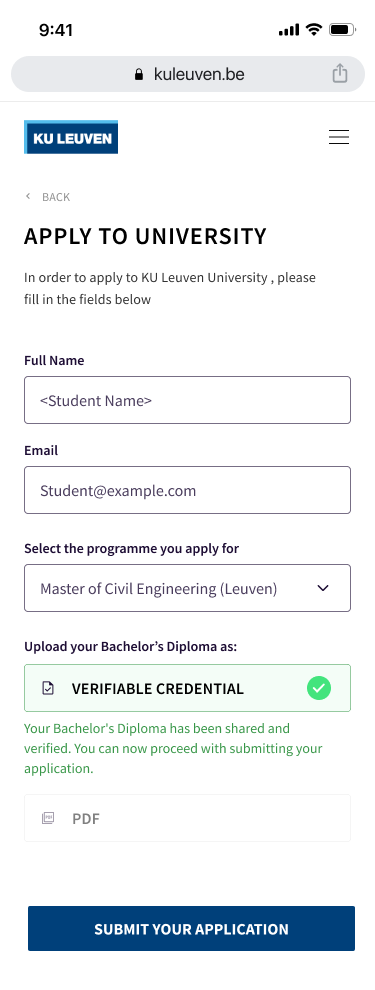 9:41
kuleuven.be
KU LEUVEN
BACK
APPLY TO UNIVERSITY
In order to apply to KU Leuven University , please
fill in the fields below
Full Name
<Student Name>
Email
Student@example.com
Select the programme you apply for
Master of Civil Engineering (Leuven)
Upload your Bachelor’s Diploma as:
VERIFIABLE CREDENTIAL
Your Bachelor's Diploma has been shared and
verified. You can now proceed with submitting your
application.
PDF
PDF
SUBMIT YOUR APPLICATION